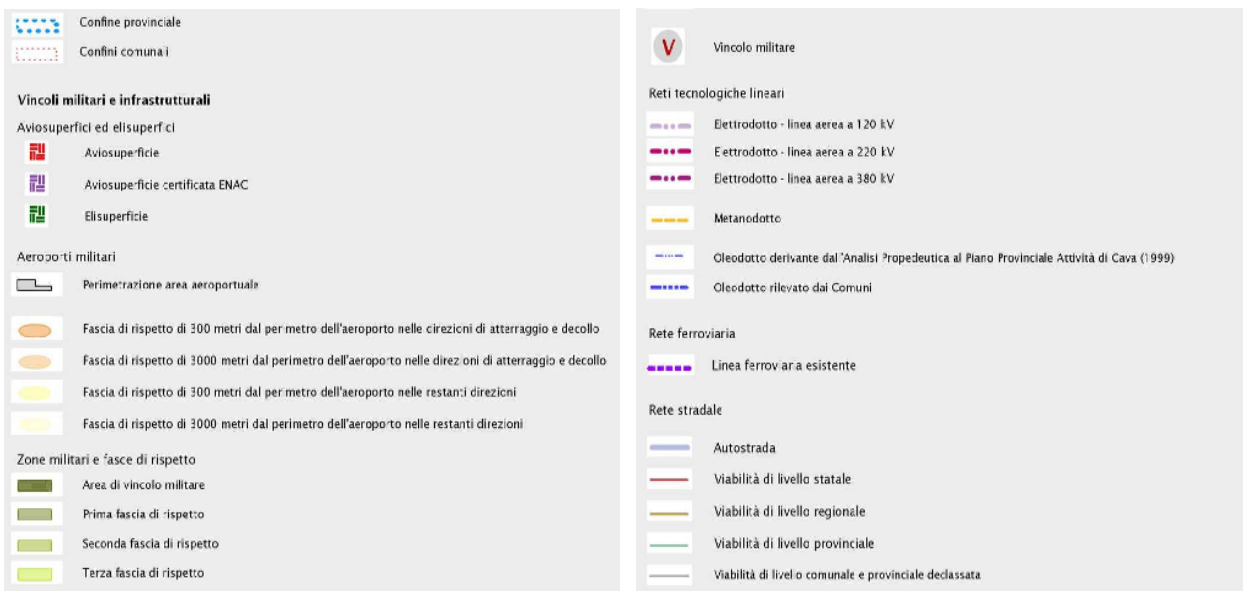 Confine provinciale
Confini comunali
Vincoli militari e infrastrutturali
Aviosuperfici ed elisuperfici
Aviosuperficie
Aviosuperficie certificata ENAC
Elisuperficie
Aeroporti militari
Perimetrazione area aeroportuale
Fascia di rispetto di 300 metri dal perimetro dell'aeroporto nelle direzioni di atterraggio e decollo
Fascia di rispetto di 3000 metri dal perimetro dell'aeroporto nelle direzioni di atterraggio e decollo
Fascia di rispetto di 300 metri dal perimetro dell'aeroporto nelle restanti direzioni
Fascia di rispetto di 3000 metri dal perimetro dell'aeroporto nelle restanti direzioni
Zone militari e fasce di rispetto
Area di vincolo militare
Prima fascia di rispetto
Seconda fascia di rispetto
Terza fascia di rispetto
V Vincolo militare
Reti tecnologiche lineari
Elettrodotto - linea aerea a 120 kV
Elettrodotto - linea aerea a 220 kV
Elettrodotto - linea aerea a 380 kV
Metanodotto
Oleodotto derivante dall'Analisi Propedeutica al Piano Provinciale Attività di Cava (1999)
Oleodotto rilevato dai Comuni
Rete ferroviaria
Linea ferroviaria esistente
Rete stradale
Autostrada
Viabilità di livello statale
Viabilità di livello regionale
Viabilità di livello provinciale
Viabilità di livello comunale e provinciale declassata